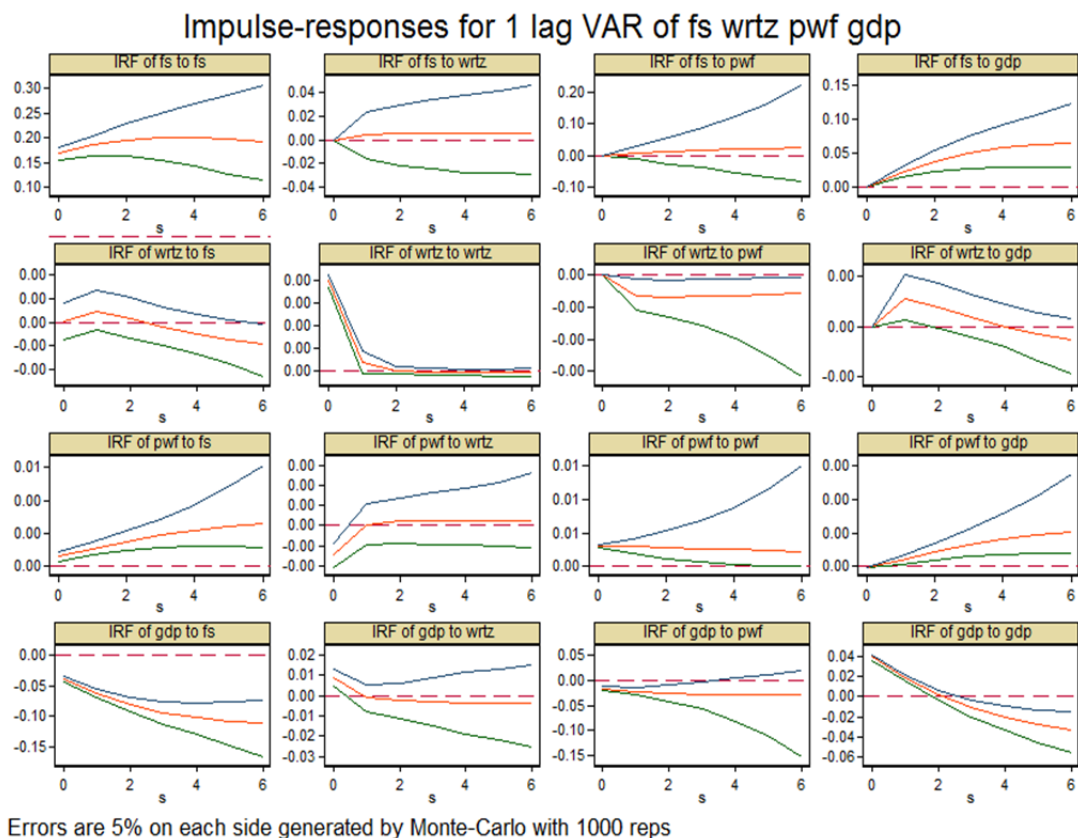 Impulse-responses for 1 lag VAR of fs wrtz pwf gdp
IRF of fs to fs
0.30
0.25
0.20
0.15
0.10
0 2 4 6
s
IRF of fs to wrtz
0.04
0.02
0.00
-0.02
-0.04
0 2 4 6
s
IRF of fs to pwf
0.20
0.10
0.00
-0.10
0 2 4 6
s
IRF of fs to gdp
0.15
0.10
0.05
0.00
0 2 4 6
s
IRF of wrtz to fs
0.00
0.00
0.00
-0.00
-0.00
0 2 4 6
s
IRF of wrtz to wrtz
0.00
0.00
0.00
0.00
0.00
0 2 4 6
s
IRF of wrtz to pwf
0.00
-0.00
-0.00
0 2 4 6
s
IRF of wrtz to gdp
0.00
0.00
-0.00
0 2 4 6
s
IRF of pwf to fs
0.01
0.00
0.00
0.00
0 2 4 6
s
IRF of pwf to wrtz
0.00
0.00
0.00
0.00
-0.00
-0.00
0 2 4 6
s
IRF of pwf to pwf
0.01
0.01
0.01
0.00
0 2 4 6
s
IRF of pwf to gdp
0.00
0.00
0.00
0.00
0 2 4 6
s
IRF of gdp to fs
0.00
-0.05
-0.10
-0.15
0 2 4 6
s
IRF of gdp to wrtz
0.02
0.01
-0.00
-0.01
-0.02
-0.03
0 2 4 6
s
IRF of gdp to pwf
0.05
0.00
-0.05
-0.10
-0.15
0 2 4 6
s
IRF of gdp to gdp
0.04
0.02
0.00
-0.02
-0.04
-0.06
0 2 4 6
s
Errors are 5% on each side generated by Monte-Carlo with 1000 reps